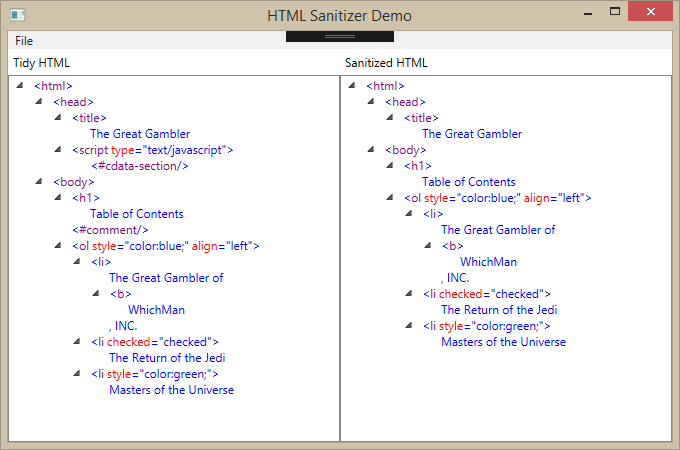 HTML Sanitizer Demo
File
Tidy HTML
<html>
<head>
<title>
The Great Gambler
<script type="text/javascript">
<#cdata-section/>
<body>
<h1>
Table of Contents
<#comment/>
<ol style="color:blue;" align="left">
<li>
The Great Gambler of
<b>
WhichMan
, INC.
<li checked="checked">
The Return of the Jedi
<li style="color:green;">
Masters of the Universe
Sanitized HTML
<html>
<head>
<title>
The Great Gambler
<body>
<h1>
Table of Contents
<ol style="color:blue;" align="left">
<li>
The Great Gambler of
<b>
WhichMan
, INC.
<li checked="checked">
The Return of the Jedi
<li style="color:green;">
Masters of the Universe